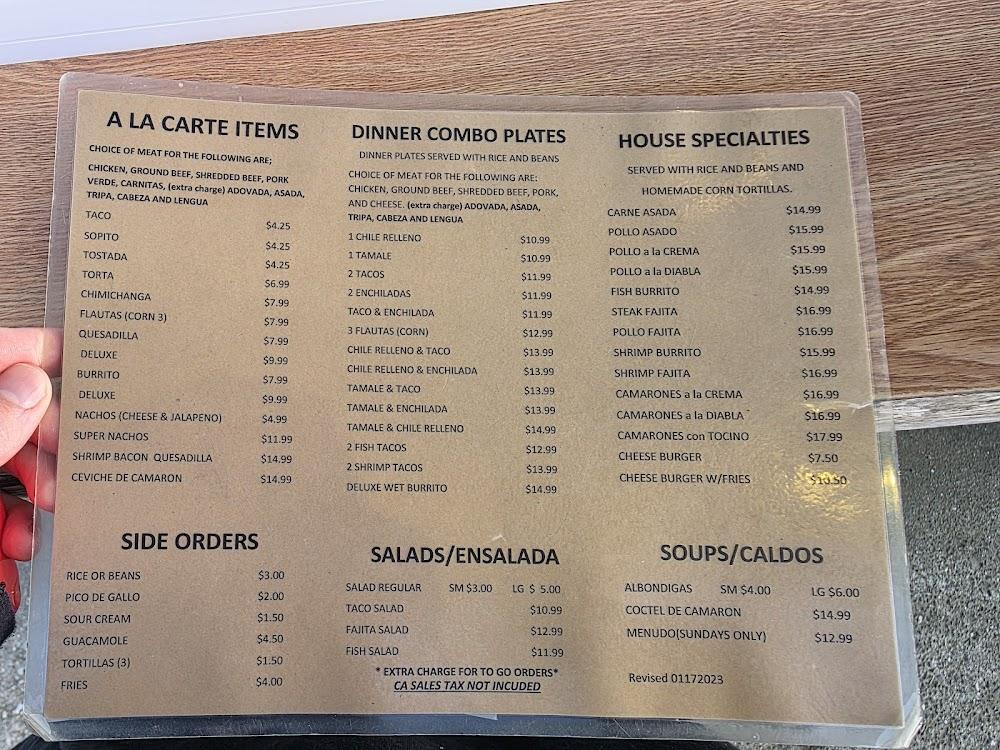 A LA CARTE ITEMS
CHOICE OF MEAT FOR THE FOLLOWING ARE;
CHICKEN, GROUND BEEF, SHREDDED BEEF, PORK
VERDE, CARNITAS, (extra charge) ADOVADA, ASADA,
TRIPA, CABEZA AND LENGUA
TACO $4.25
SOPITO $4.25
TOSTADA $4.25
TORTA $6.99
CHIMICHANGA $7.99
FLAUTAS (CORN 3) $7.99
QUESADILLA $7.99
DELUXE $9.99
BURRITO $7.99
DELUXE $9.99
NACHOS (CHEESE & JALAPENO) $4.99
SUPER NACHOS $11.99
SHRIMP BACON QUESADILLA $14.99
CEVICHE DE CAMARON $14.99
DINNER COMBO PLATES
DINNER PLATES SERVED WITH RICE AND BEANS
CHOICE OF MEAT FOR THE FOLLOWING ARE:
CHICKEN, GROUND BEEF, SHREDDED BEEF, PORK,
AND CHEESE. (extra charge) ADOVADA, ASADA,
TRIPA, CABEZA AND LENGUA
1 CHILE RELLENO $10.99
1 TAMALE $10.99
2 TACOS $11.99
2 ENCHILADAS $11.99
TACO & ENCHILADA $11.99
3 FLAUTAS (CORN) $12.99
CHILE RELLENO & TACO $13.99
CHILE RELLENO & ENCHILADA $13.99
TAMALE & TACO $13.99
TAMALE & ENCHILADA $13.99
TAMALE & CHILE RELLENO $14.99
2 FISH TACOS $12.99
2 SHRIMP TACOS $13.99
DELUXE WET BURRITO $14.99
HOUSE SPECIALTIES
SERVED WITH RICE AND BEANS AND
HOMEMADE CORN TORTILLAS.
CARNE ASADA $14.99
POLLO ASADO $15.99
POLLO a la CREMA $15.99
POLLO a la DIABLA $15.99
FISH BURRITO $14.99
STEAK FAJITA $16.99
POLLO FAJITA $16.99
SHRIMP BURRITO $15.99
SHRIMP FAJITA $16.99
CAMARONES a la CREMA $16.99
CAMARONES a la DIABLA $16.99
CAMARONES con TOCINO $17.99
CHEESE BURGER $7.50
CHEESE BURGER W/FRIES $10.50
SIDE ORDERS
RICE OR BEANS $3.00
PICO DE GALLO $2.00
SOUR CREAM $1.50
GUACAMOLE $4.50
TORTILLAS (3) $1.50
FRIES $4.00
SALADS/ENSALADA
SALAD REGULAR SM $3.00 LG $ 5.00
TACO SALAD $10.99
FAJITA SALAD $12.99
FISH SALAD $11.99
* EXTRA CHARGE FOR TO GO ORDERS*
CA SALES TAX NOT INCLUDED
SOUPS/CALDOS
ALBONDIGAS SM $4.00 LG $6.00
COCTEL DE CAMARON $14.99
MENUDO(SUNDAYS ONLY) $12.99
Revised 01172023